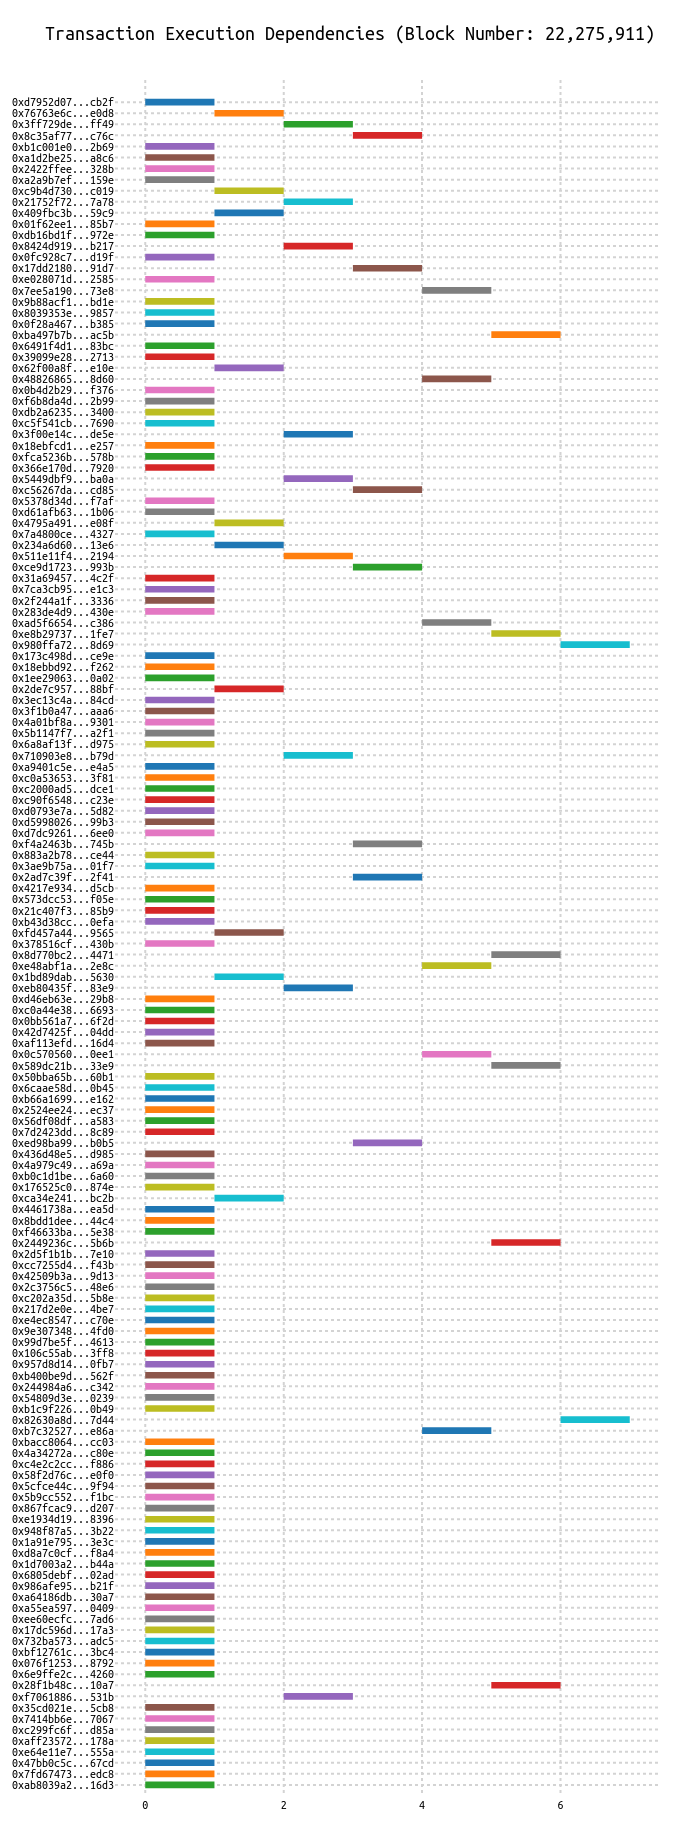 Transaction Execution Dependencies (Block Number: 22,275,911)
0xd7952d07...cb2f
0x76763e6c...e0d8
0x3ff729de...ff49
0x8c35af77...c76c
0xb1c001e0...2b69
0xa1d2be25...a8c6
0x2422ffee...328b
0xa2a9b7ef...159e
0xc9b4d730...c019
0x21752f72...7a78
0x409fbc3b...59c9
0x01f62ee1...85b7
0xdb16bd1f...972e
0x8424d919...b217
0x0fc928c7...d19f
0x17dd2180...91d7
0xe028071d...2585
0x7ee5a190...73e8
0x9b88acf1...bd1e
0x8039353e...9857
0x0f28a467...b385
0xba497b7b...ac5b
0x6491f4d1...83bc
0x39099e28...2713
0x62f00a8f...e10e
0x48826865...8d60
0x0b4d2b29...f376
0xf6b8da4d...2b99
0xdb2a6235...3400
0xc5f541cb...7690
0x3f00e14c...de5e
0x18ebfcd1...e257
0xfca5236b...578b
0x366e170d...7920
0x5449dbf9...ba0a
0xc56267da...cd85
0x5378d34d...f7af
0xd61afb63...1b06
0x4795a491...e08f
0x7a4800ce...4327
0x234a6d60...13e6
0x511e11f4...2194
0xce9d1723...993b
0x31a69457...4c2f
0x7ca3cb95...e1c3
0x2f244a1f...3336
0x283de4d9...430e
0xad5f6654...c386
0xe8b29737...1fe7
0x980ffa72...8d69
0x173c498d...ce9e
0x18ebbd92...f262
0x1ee29063...0a02
0x2de7c957...88bf
0x3ec13c4a...84cd
0x3f1b0a47...aaa6
0x4a01bf8a...9301
0x5b1147f7...a2f1
0x6a8af13f...d975
0x710903e8...b79d
0xa9401c5e...e4a5
0xc0a53653...3f81
0xc2000ad5...dce1
0xc90f6548...c23e
0xd0793e7a...5d82
0xd5998026...99b3
0xd7dc9261...6ee0
0xf4a2463b...745b
0x883a2b78...ce44
0x3ae9b75a...01f7
0x2ad7c39f...2f41
0x4217e934...d5cb
0x573dcc53...f05e
0x21c407f3...85b9
0xb43d38cc...0efa
0xfd457a44...9565
0x378516cf...430b
0x8d770bc2...4471
0xe48abf1a...2e8c
0x1bd89dab...5630
0xeb80435f...83e9
0xd46eb63e...29b8
0xc0a44e38...6693
0x0bb561a7...6f2d
0x42d7425f...04dd
0xaf113efd...16d4
0x0c570560...0ee1
0x589dc21b...33e9
0x50bba65b...60b1
0x6caae58d...0b45
0xb66a1699...e162
0x2524ee24...ec37
0x56df08df...a583
0x7d2423dd...8c89
0xed98ba99...b0b5
0x436d48e5...d985
0x4a979c49...a69a
0xb0c1d1be...6a60
0x176525c0...874e
0xca34e241...bc2b
0x4461738a...ea5d
0x8bdd1dee...44c4
0xf46633ba...5e38
0x2449236c...5b6b
0x2d5f1b1b...7e10
0xcc7255d4...f43b
0x42509b3a...9d13
0x2c3756c5...48e6
0xc202a35d...5b8e
0x217d2e0e...4be7
0xe4ec8547...c70e
0x9e307348...4fd0
0x99d7be5f...4613
0x106c55ab...3ff8
0x957d8d14...0fb7
0xb400be9d...562f
0x244984a6...c342
0x54809d3e...0239
0xb1c9f226...0b49
0x82630a8d...7d44
0xb7c32527...e86a
0xbacc8064...cc03
0x4a34272a...c80e
0xc4e2c2cc...f886
0x58f2d76c...e0f0
0x5cfce44c...9f94
0x5b9cc552...f1bc
0x867fcac9...d207
0xe1934d19...8396
0x948f87a5...3b22
0x1a91e795...3e3c
0xd8a7c0cf...f8a4
0x1d7003a2...b44a
0x6805debf...02ad
0x986afe95...b21f
0xa64186db...30a7
0xa55ea597...0409
0xee60ecfc...7ad6
0x17dc596d...17a3
0x732ba573...adc5
0xbf12761c...3bc4
0x076f1253...8792
0x6e9ffe2c...4260
0x28f1b48c...10a7
0xf7061886...531b
0x35cd021e...5cb8
0x7414bb6e...7067
0xc299fc6f...d85a
0xaff23572...178a
0xe64e11e7...555a
0x47bb0c5c...67cd
0x7fd67473...edc8
0xab8039a2...16d3
0 2 4 6